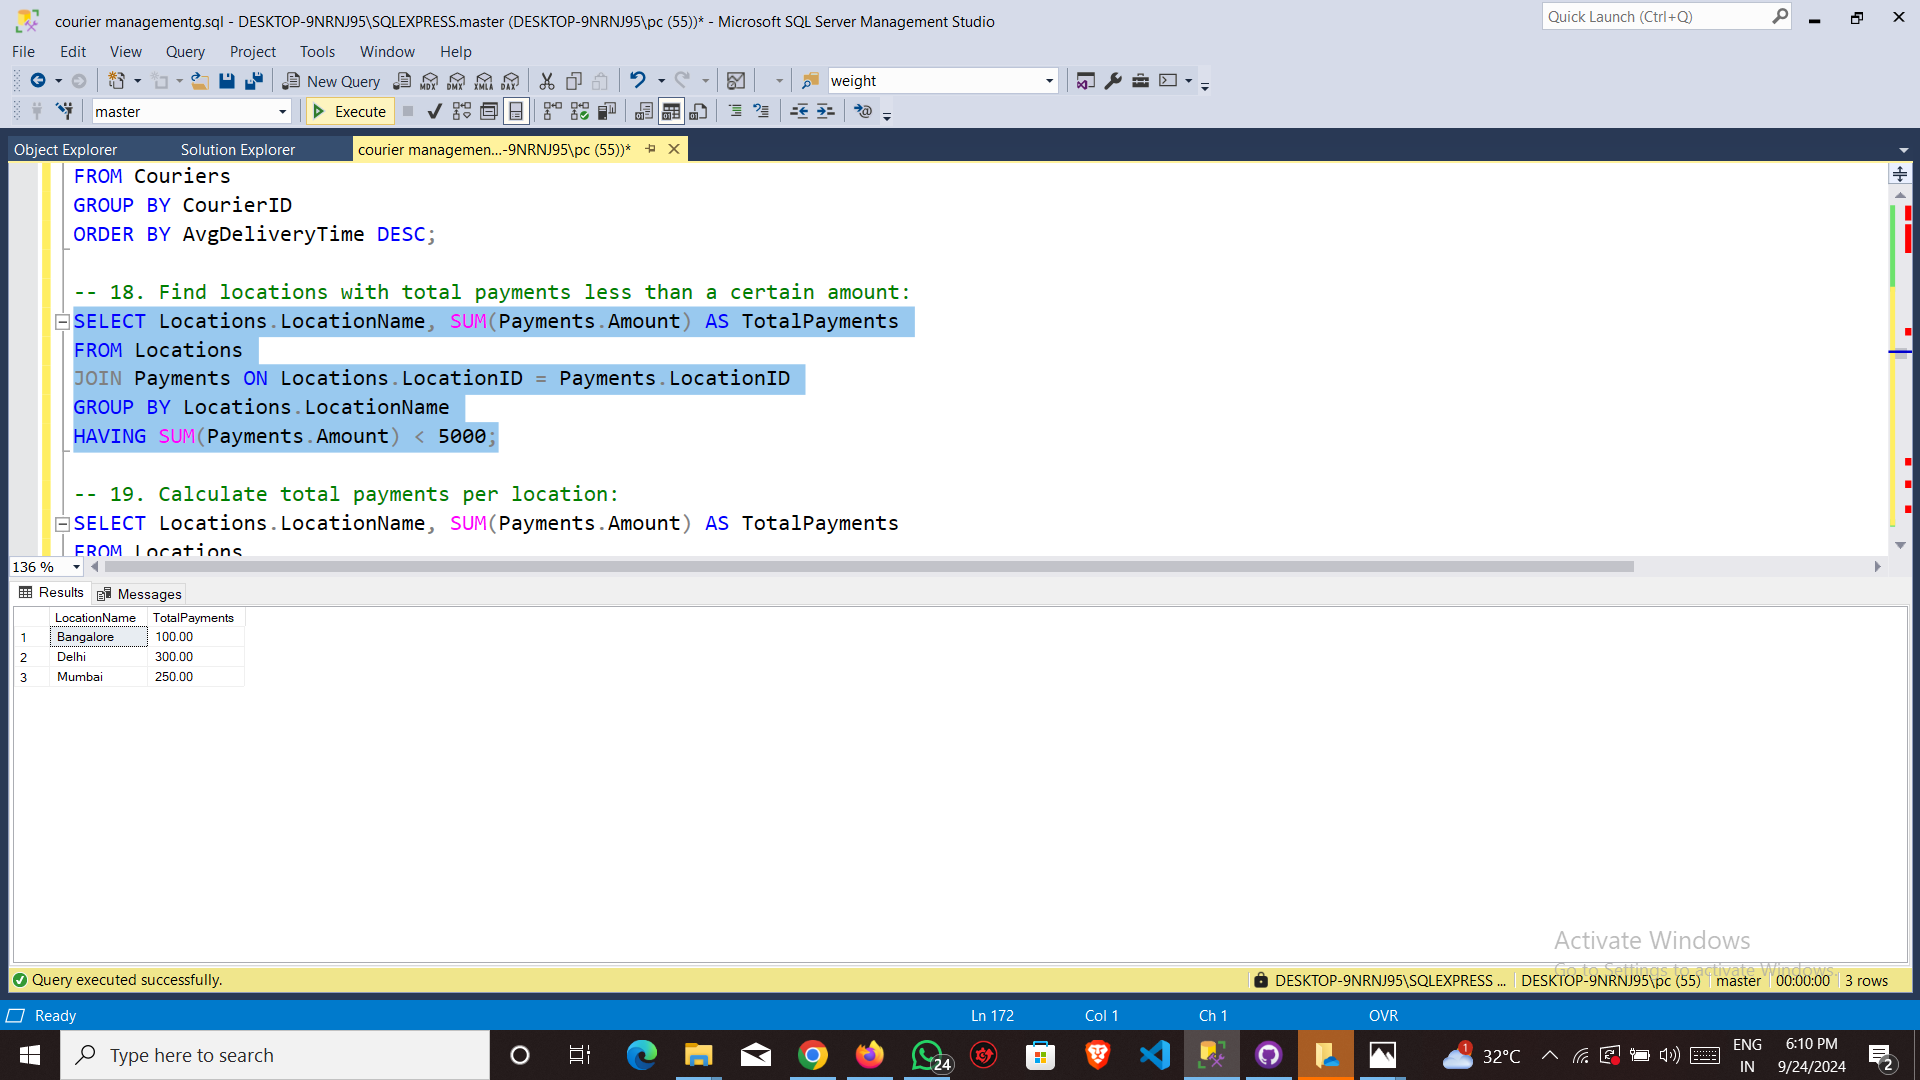 courier managementg.sql - DESKTOP-9NRNJ95\SQLEXPRESS.master (DESKTOP-9NRNJ95\pc (55))* - Microsoft SQL Server Management Studio
Quick Launch (Ctrl+Q)
File Edit View Query Project Tools Window Help
New Query
MDX DMX XMLA DAX
weight
master
Execute
Object Explorer
Solution Explorer
courier managemen...-9NRNJ95\pc (55))*
FROM Couriers
GROUP BY CourierID
ORDER BY AvgDeliveryTime DESC;
-- 18. Find locations with total payments less than a certain amount:
SELECT Locations.LocationName, SUM(Payments.Amount) AS TotalPayments
FROM Locations
JOIN Payments ON Locations.LocationID = Payments.LocationID
GROUP BY Locations.LocationName
HAVING SUM(Payments.Amount) < 5000;
-- 19. Calculate total payments per location:
SELECT Locations.LocationName, SUM(Payments.Amount) AS TotalPayments
FROM Locations
136 %
Results Messages
LocationName TotalPayments
1 Bangalore 100.00
2 Delhi 300.00
3 Mumbai 250.00
Activate Windows
Go to Settings to activate Windows.
Query executed successfully.
DESKTOP-9NRNJ95\SQLEXPRESS ... DESKTOP-9NRNJ95\pc (55) master 00:00:00 3 rows
Ready
Ln 172 Col 1 Ch 1 OVR
Type here to search
24
1
32°C
ENG
IN
6:10 PM
9/24/2024
2